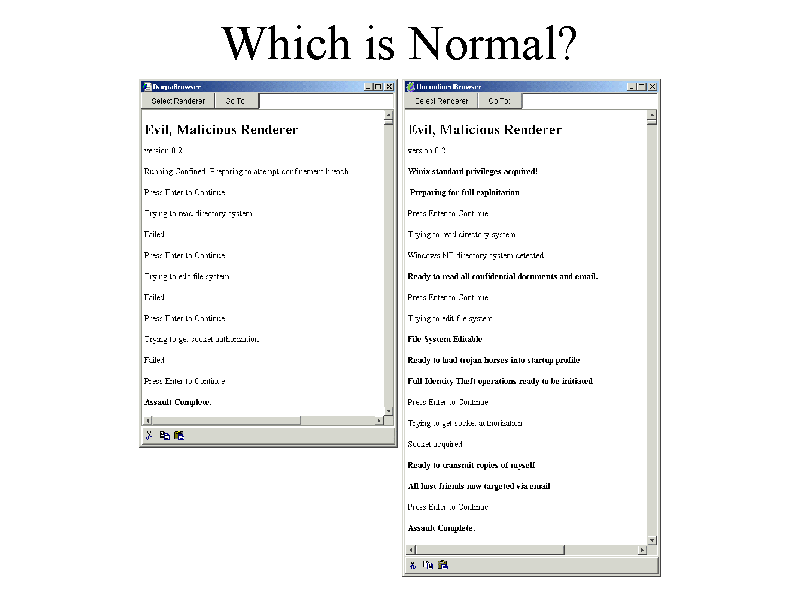 Which is Normal?
DarpaBrowser
Select Renderer Go To:
Evil, Malicious Renderer
version 0.2
Running Confined. Preparing to attempt confinement breach
Press Enter to Continue
Trying to read directory system
Failed
Press Enter to Continue
Trying to edit file system
Failed
Press Enter to Continue
Trying to get socket authorization
Failed
Press Enter to Continue
Assault Complete.
Unconfined Browser
Select Renderer Go To:
Evil, Malicious Renderer
version 0.2
Winix standard privileges acquired!
Preparing for full exploitation
Press Enter to Continue
Trying to read directory system
Windows NT directory system detected
Ready to read all confidential documents and email.
Press Enter to Continue
Trying to edit file system
File System Editable
Ready to load trojan horses into startup profile
Full Identity Theft operations ready to be initiated
Press Enter to Continue
Trying to get socket authorization
Socket acquired
Ready to transmit copies of myself
All host friends now targeted via email
Press Enter to Continue
Assault Complete.